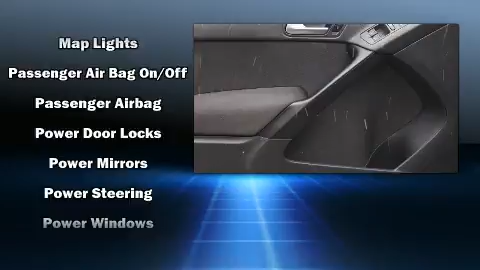 Map Lights
Passenger Air Bag On/Off
Passenger Airbag
Power Door Locks
Power Mirrors
Power Steering
Power Windows